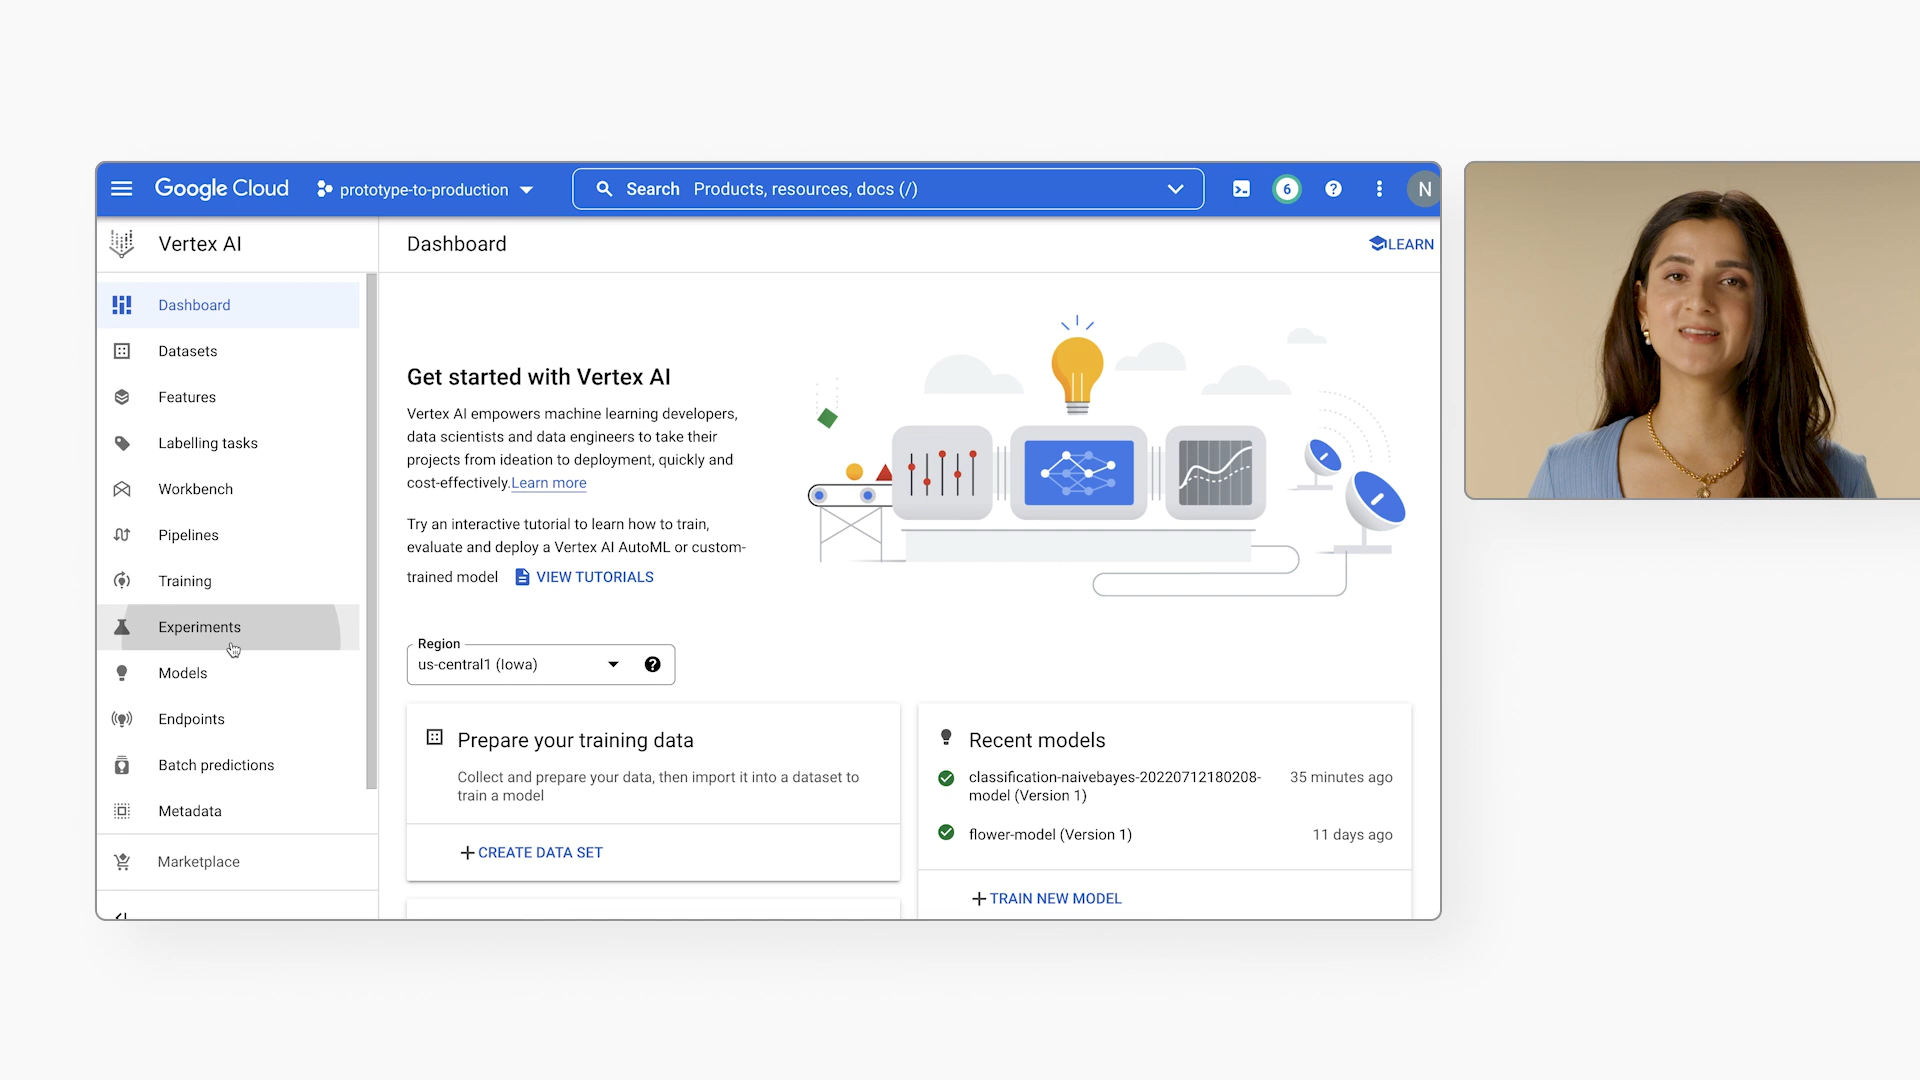 Google Cloud
prototype-to-production
Search Products, resources, docs (/)
6
N
Vertex AI
Dashboard
LEARN
Dashboard
Datasets
Features
Labelling tasks
Workbench
Pipelines
Training
Experiments
Models
Endpoints
Batch predictions
Metadata
Marketplace
Get started with Vertex AI
Vertex AI empowers machine learning developers,
data scientists and data engineers to take their
projects from ideation to deployment, quickly and
cost-effectively. Learn more
Try an interactive tutorial to learn how to train,
evaluate and deploy a Vertex AI AutoML or custom-
trained model VIEW TUTORIALS
Region
us-central1 (Iowa)
Prepare your training data
Collect and prepare your data, then import it into a dataset to
train a model
+ CREATE DATA SET
Recent models
classification-naivebayes-20220712180208- 35 minutes ago
model (Version 1)
flower-model (Version 1) 11 days ago
+ TRAIN NEW MODEL